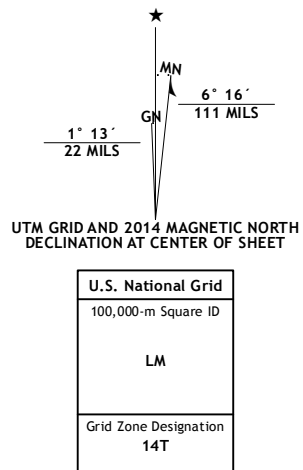 ★
MN
GN
6° 16´
111 MILS
1° 13´
22 MILS
UTM GRID AND 2014 MAGNETIC NORTH
DECLINATION AT CENTER OF SHEET
U.S. National Grid
100,000-m Square ID
LM
Grid Zone Designation
14T